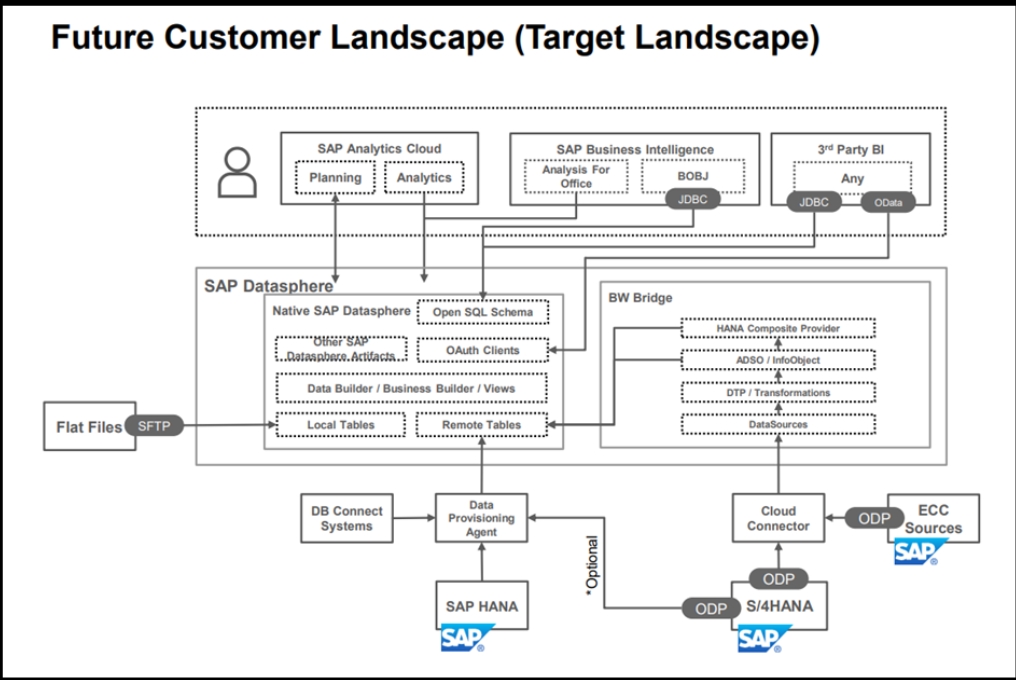 Future Customer Landscape (Target Landscape)
SAP Analytics Cloud
Planning
Analytics
SAP Business Intelligence
Analysis For
Office
BOBJ
JDBC
3rd Party BI
Any
JDBC
OData
SAP Datasphere
Native SAP Datasphere
Open SQL Schema
Other SAP
Datasphere Artifacts
OAuth Clients
Data Builder / Business Builder / Views
Local Tables
Remote Tables
BW Bridge
HANA Composite Provider
ADSO / InfoObject
DTP / Transformations
DataSources
Flat Files
SFTP
DB Connect
Systems
Data
Provisioning
Agent
Cloud
Connector
ODP
ECC
Sources
SAP®
*Optional
SAP HANA
SAP®
ODP
ODP
S/4HANA
SAP®